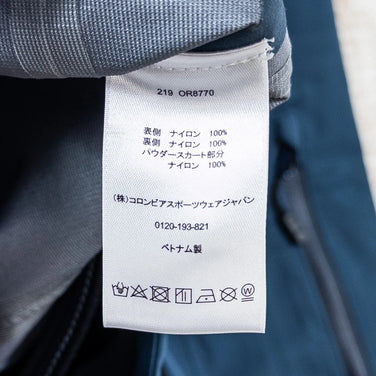 219 OR8770
表側 ナイロン 100%
裏側 ナイロン 100%
パウダースカート部分
ナイロン 100%
(株)コロンビアスポーツウェアジャパン
0120-193-821
ベトナム製